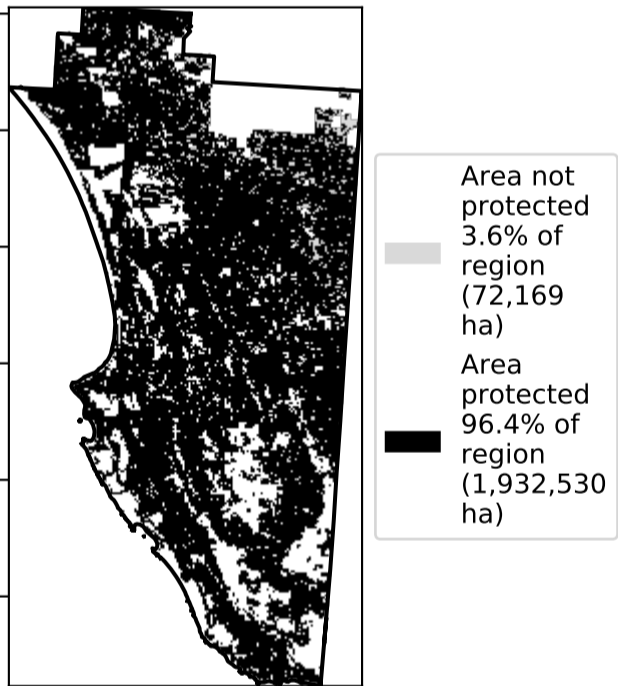 Area not
protected
3.6% of
region
(72,169
ha)
Area
protected
96.4% of
region
(1,932,530
ha)